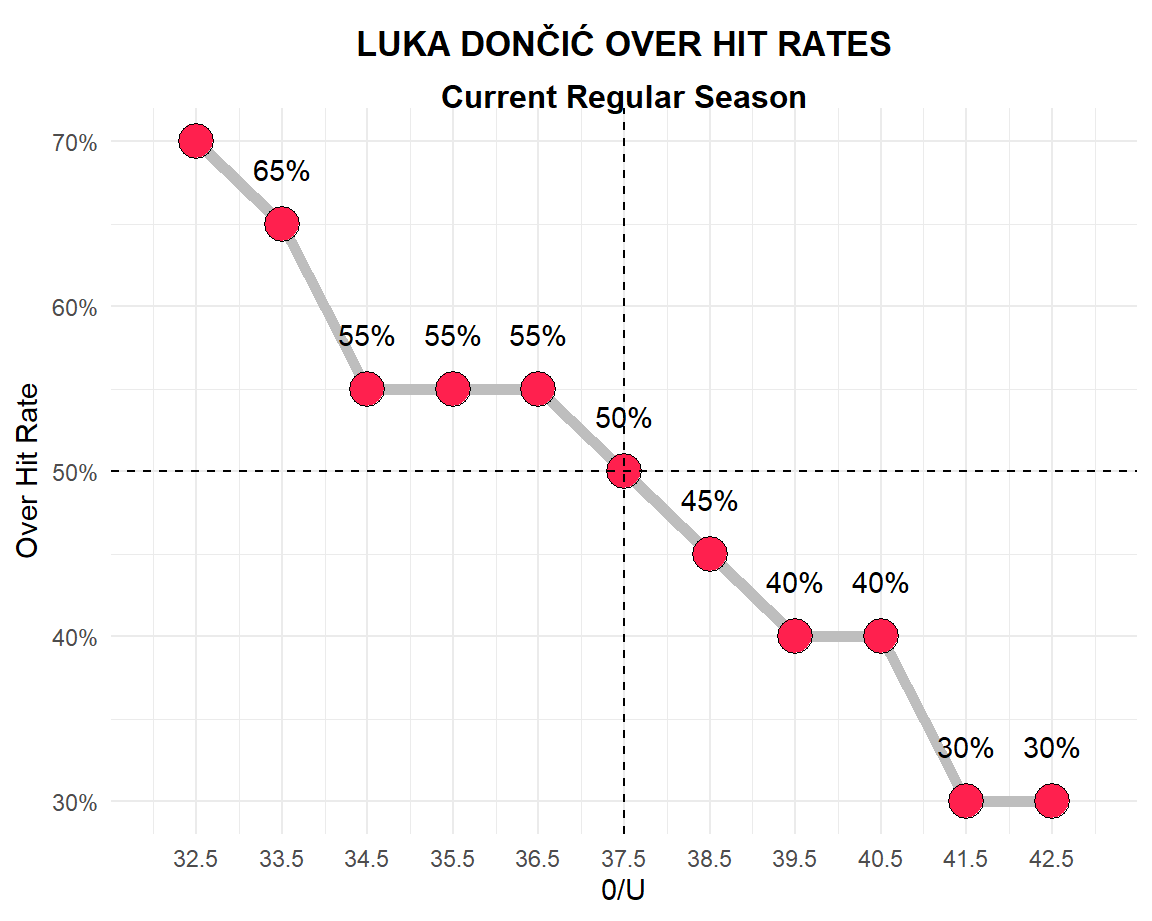 LUKA DONČIĆ OVER HIT RATES
Current Regular Season
70%
65%
60%
55% 55% 55%
50%
50%
45%
40% 40%
40%
30% 30%
30%
Over Hit Rate
32.5 33.5 34.5 35.5 36.5 37.5 38.5 39.5 40.5 41.5 42.5
0/U